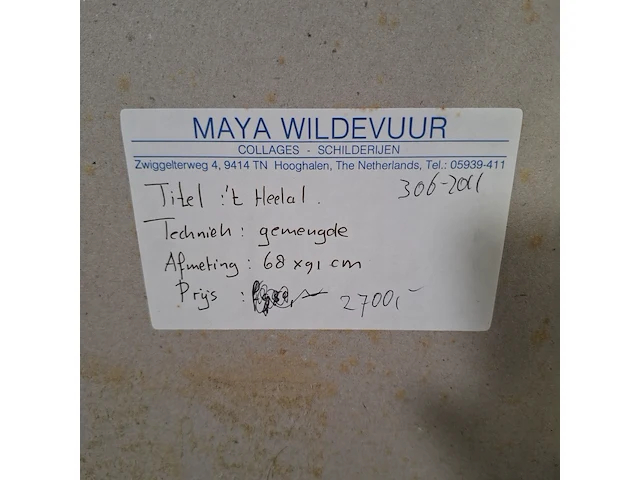 MAYA WILDEVUUR
COLLAGES - SCHILDERIJEN
Zwiggelterweg 4, 9414 TN Hooghalen, The Netherlands, Tel.: 05939-411
306-2011
Titel : 't Heelal.
Techniek : gemengde
Afmeting : 68 x 91 cm
Prijs : 2700,-